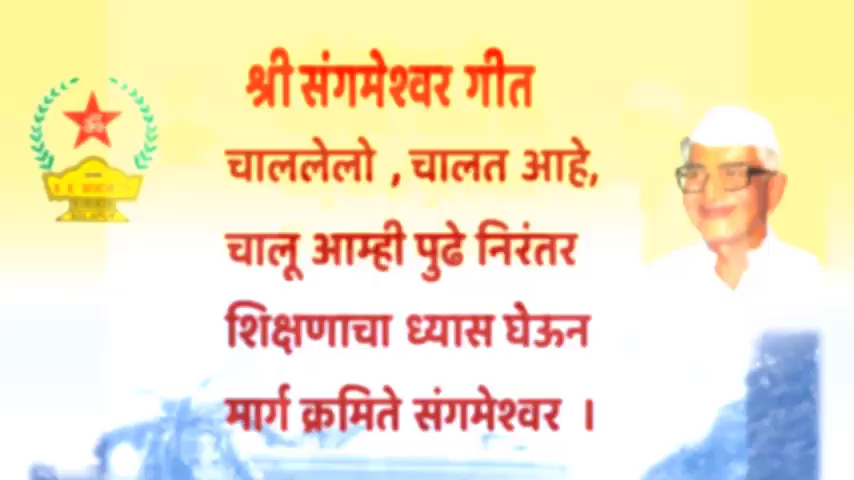 श्री संगमेश्वर गीत
चाललेलो , चालत आहे,
चालू आम्ही पुढे निरंतर
शिक्षणाचा ध्यास घेऊन
मार्ग क्रमिते संगमेश्वर ।
ॐ